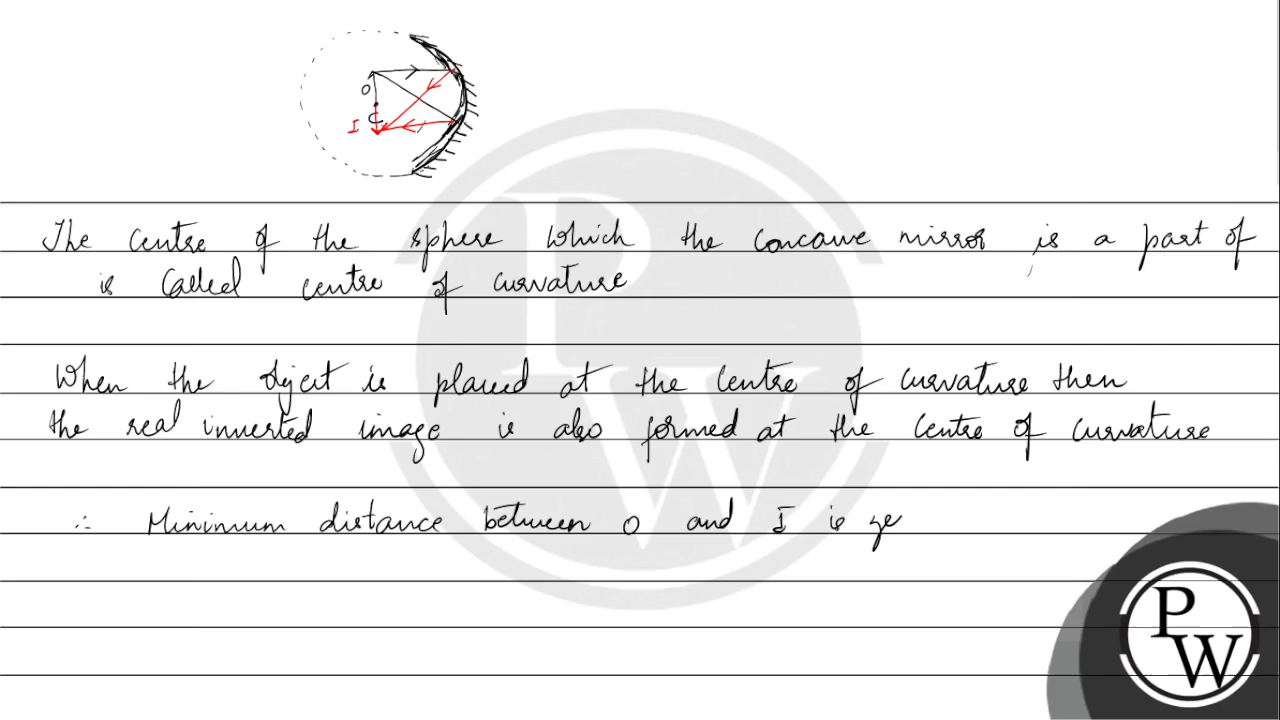 O
C
I
The centre of the sphere which the concave mirror is a part of
is called centre of curvature
When the object is placed at the centre of curvature then
the real inverted image is also formed at the centre of curvature
∴ Minimum distance between O and I is ze
P
W
P
W